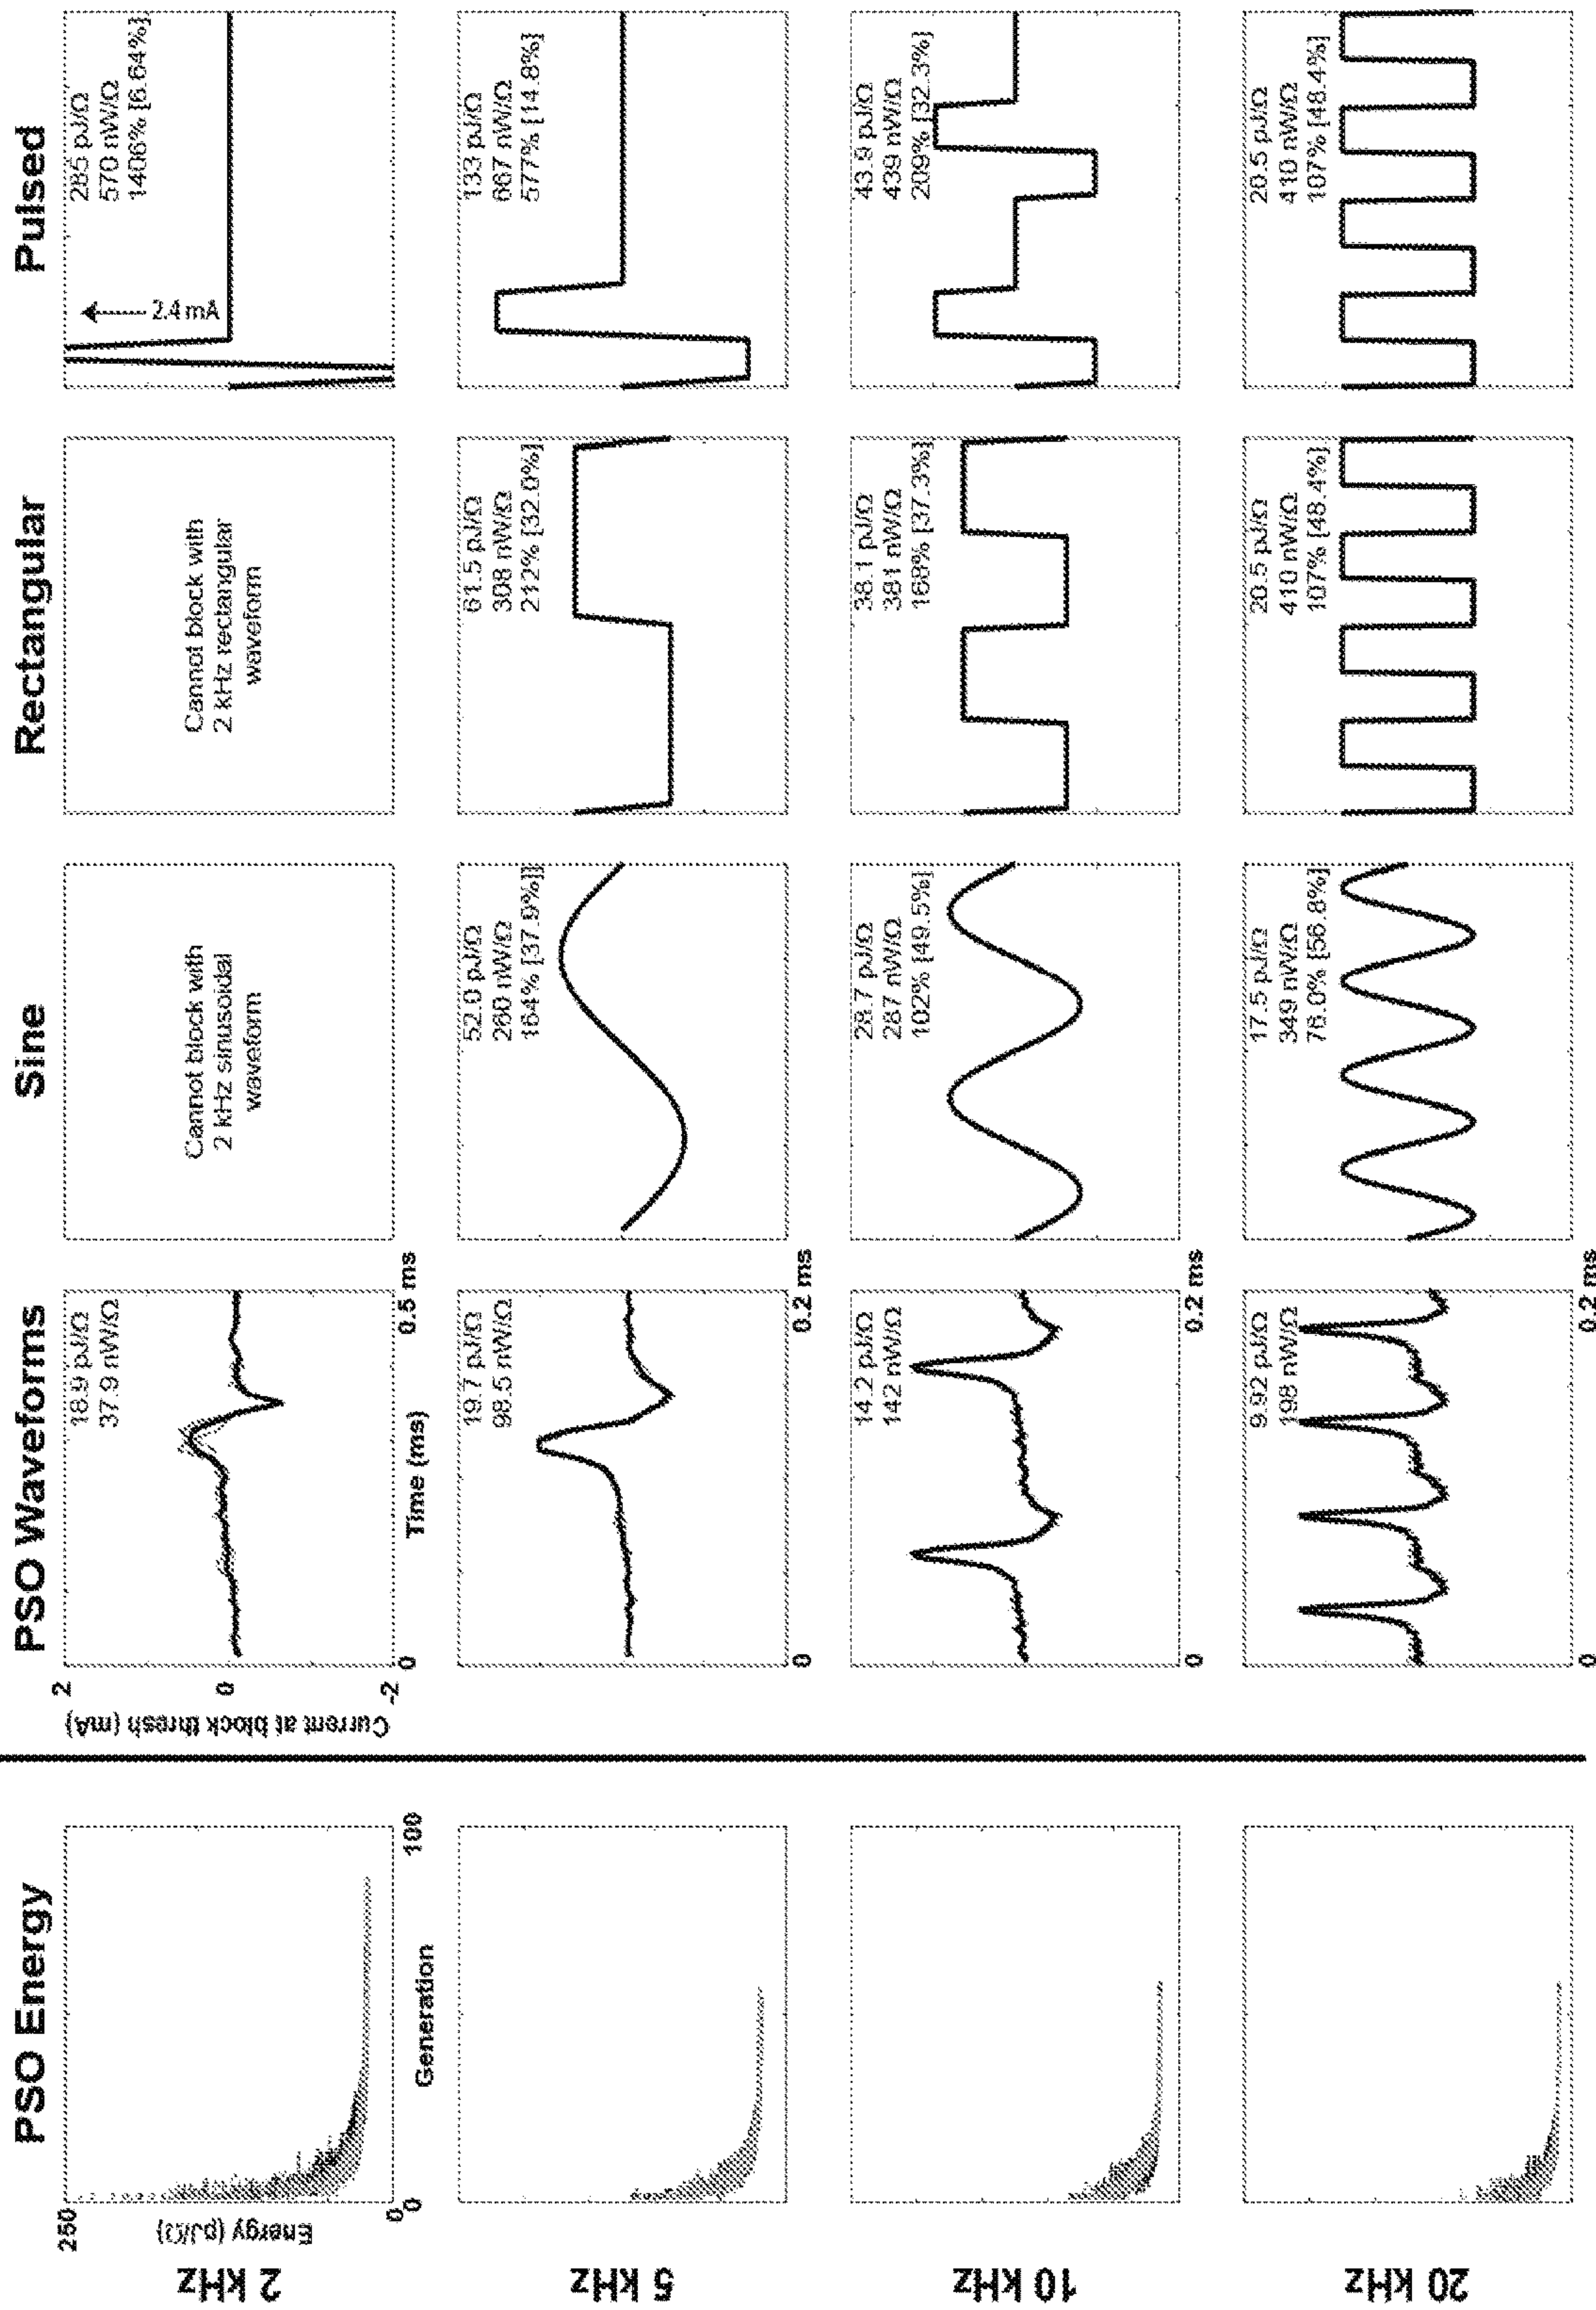 PSO Energy
PSO Waveforms
Sine
Rectangular
Pulsed
2 kHz
250
Energy (pJ/Ω)
0
0
100
Generation
Current at block thresh (mA)
2
0
-2
18.9 pJ/Ω
37.9 nW/Ω
0
0.5 ms
Time (ms)
Cannot block with
2 kHz sinusoidal
waveform
Cannot block with
2 kHz rectangular
waveform
285 pJ/Ω
570 nW/Ω
1406% [6.64%]
2.4 mA
5 kHz
19.7 pJ/Ω
98.5 nW/Ω
0
0.2 ms
52.0 pJ/Ω
260 nW/Ω
164% [37.9%]
61.5 pJ/Ω
308 nW/Ω
212% [32.0%]
133 pJ/Ω
667 nW/Ω
577% [14.8%]
10 kHz
14.2 pJ/Ω
142 nW/Ω
0
0.2 ms
28.7 pJ/Ω
287 nW/Ω
102% [49.5%]
38.1 pJ/Ω
381 nW/Ω
168% [37.3%]
43.9 pJ/Ω
439 nW/Ω
209% [32.3%]
20 kHz
9.92 pJ/Ω
198 nW/Ω
0
0.2 ms
17.5 pJ/Ω
349 nW/Ω
76.0% [56.8%]
20.5 pJ/Ω
410 nW/Ω
107% [48.4%]
20.5 pJ/Ω
410 nW/Ω
107% [48.4%]